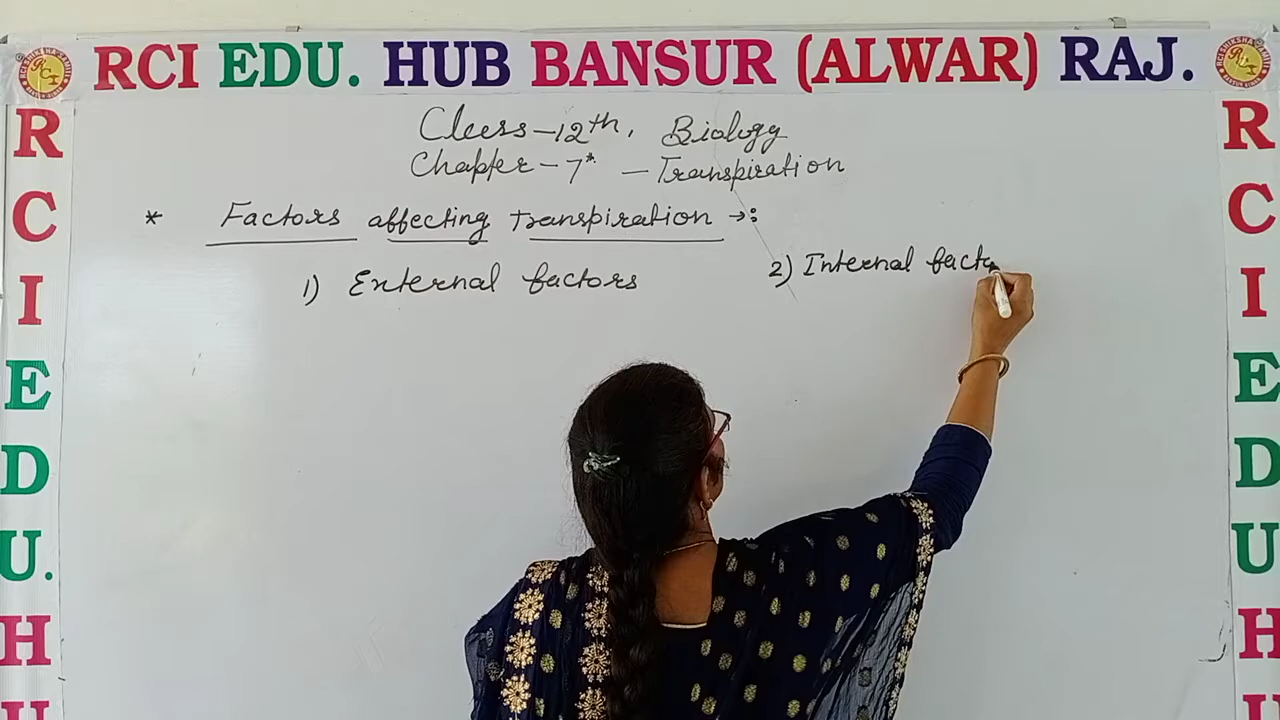 RCI EDU. HUB BANSUR (ALWAR) RAJ.
Class-12th, Biology
Chapter-7* - Transpiration
* Factors affecting transpiration →:
1) External factors
2) Internal facto
R
C
I
E
D
U.
H
U
R
C
I
E
D
U
H
U